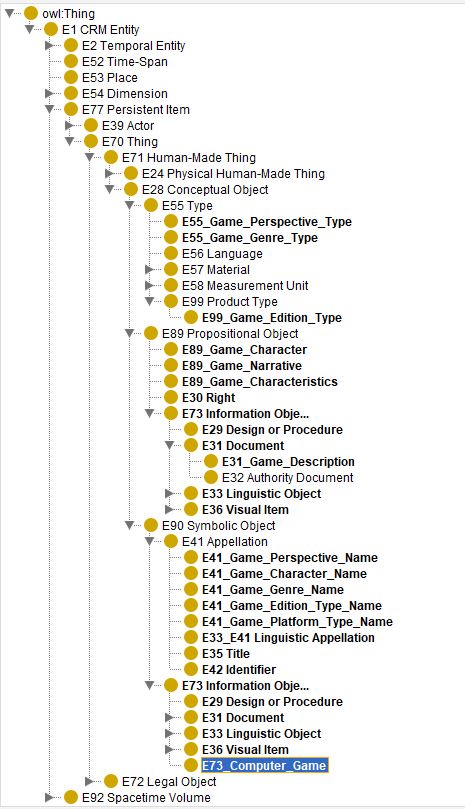 owl:Thing
E1 CRM Entity
E2 Temporal Entity
E52 Time-Span
E53 Place
E54 Dimension
E77 Persistent Item
E39 Actor
E70 Thing
E71 Human-Made Thing
E24 Physical Human-Made Thing
E28 Conceptual Object
E55 Type
E55_Game_Perspective_Type
E55_Game_Genre_Type
E56 Language
E57 Material
E58 Measurement Unit
E99 Product Type
E99_Game_Edition_Type
E89 Propositional Object
E89_Game_Character
E89_Game_Narrative
E89_Game_Characteristics
E30 Right
E73 Information Obje...
E29 Design or Procedure
E31 Document
E31_Game_Description
E32 Authority Document
E33 Linguistic Object
E36 Visual Item
E90 Symbolic Object
E41 Appellation
E41_Game_Perspective_Name
E41_Game_Character_Name
E41_Game_Genre_Name
E41_Game_Edition_Type_Name
E41_Game_Platform_Type_Name
E33_E41 Linguistic Appellation
E35 Title
E42 Identifier
E73 Information Obje...
E29 Design or Procedure
E31 Document
E33 Linguistic Object
E36 Visual Item
E73_Computer_Game
E72 Legal Object
E92 Spacetime Volume